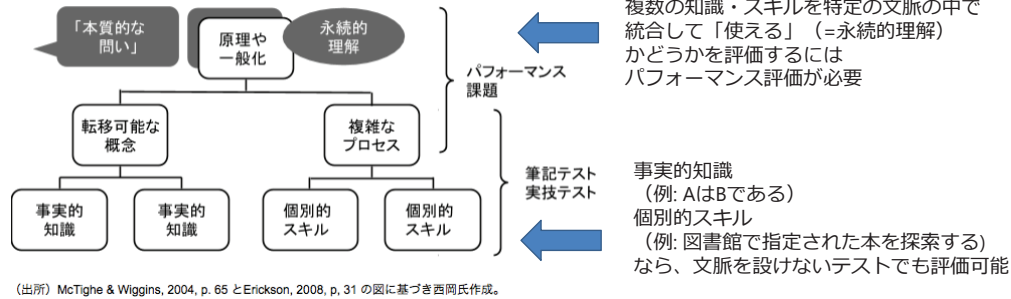 「本質的な
問い」
原理や
一般化
永続的
理解
複数の知識・スキルを特定の文脈の中で
統合して「使える」（=永続的理解）
かどうかを評価するには
パフォーマンス評価が必要
パフォーマンス
課題
転移可能な
概念
複雑な
プロセス
筆記テスト
実技テスト
事実的
知識
事実的
知識
個別的
スキル
個別的
スキル
事実的知識
（例: AはBである）
個別的スキル
（例: 図書館で指定された本を探索する)
なら、文脈を設けないテストでも評価可能
（出所）McTighe & Wiggins, 2004, p. 65 とErickson, 2008, p, 31 の図に基づき西岡氏作成。